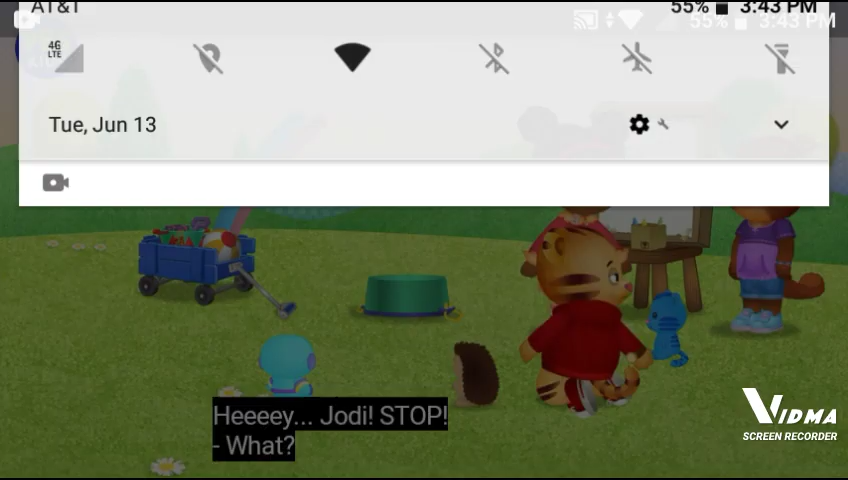 AT&T 55% 3:43 PM
55% 3:43 PM
4G
LTE
Tue, Jun 13
Heeeey... Jodi! STOP!
- What?
VIDMA
SCREEN RECORDER